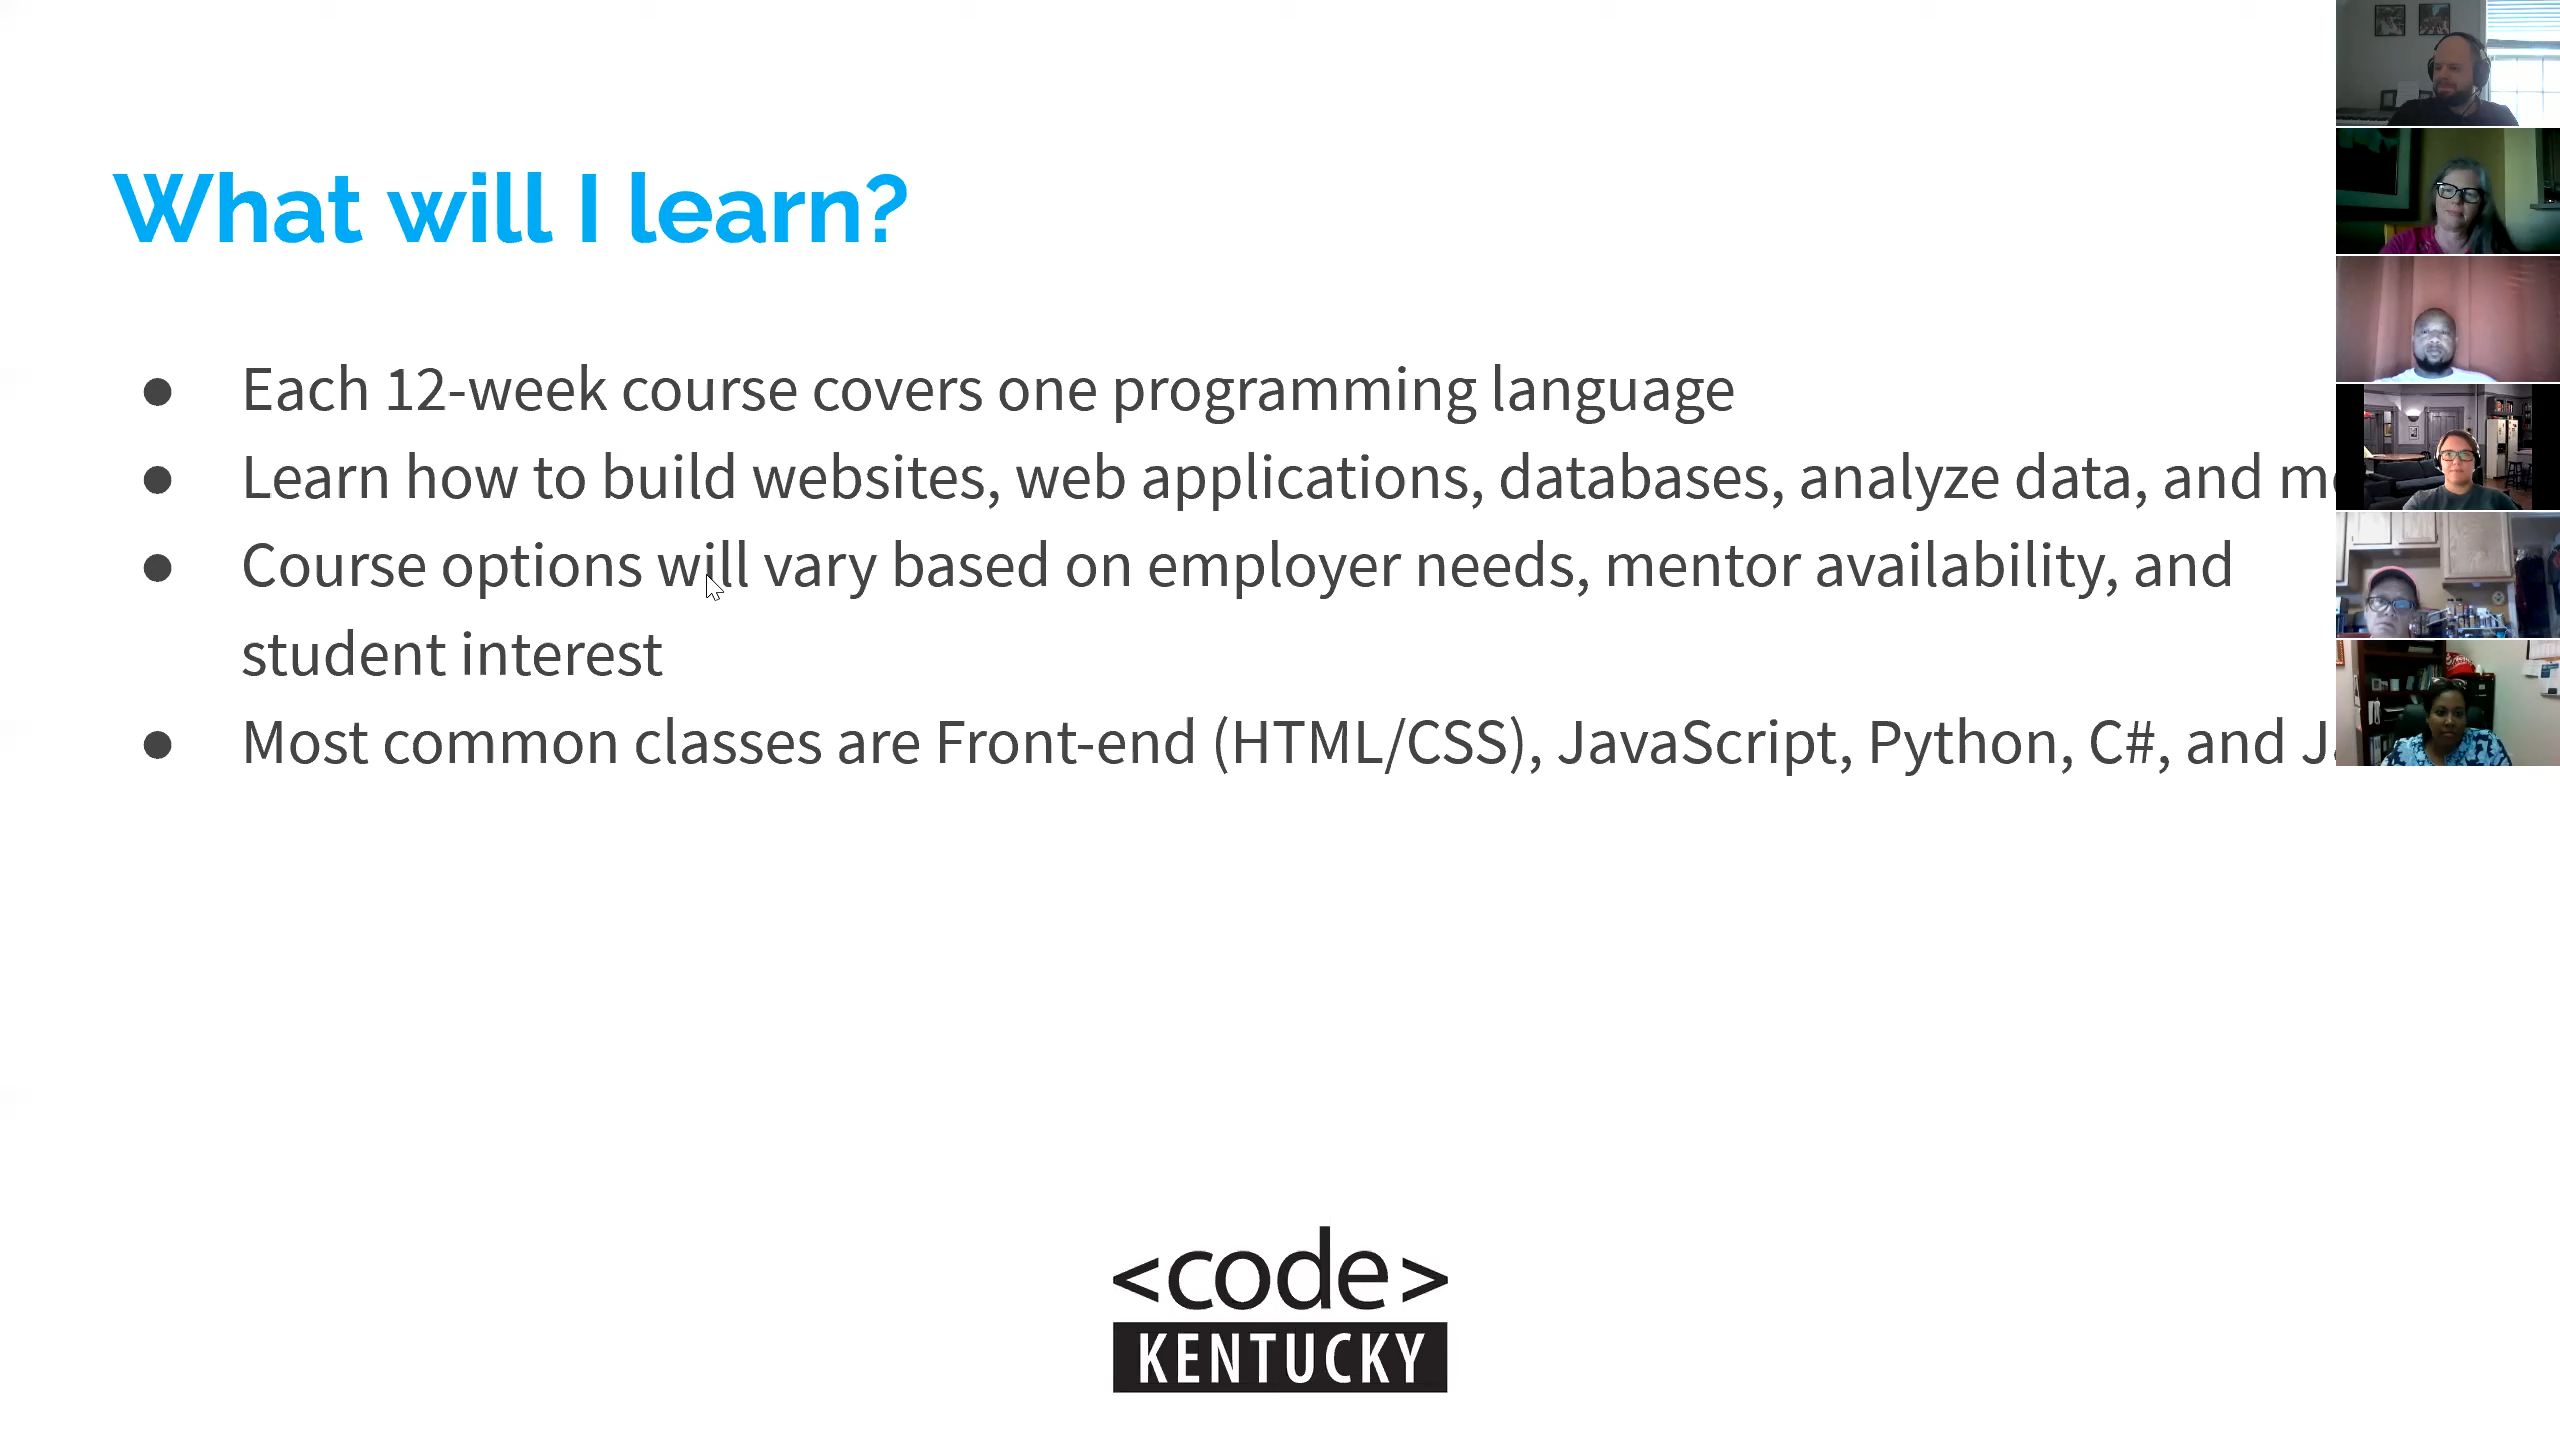 What will I learn?
● Each 12-week course covers one programming language
● Learn how to build websites, web applications, databases, analyze data, and
● Course options will vary based on employer needs, mentor availability, and
student interest
● Most common classes are Front-end (HTML/CSS), JavaScript, Python, C#, and
<code>
KENTUCKY